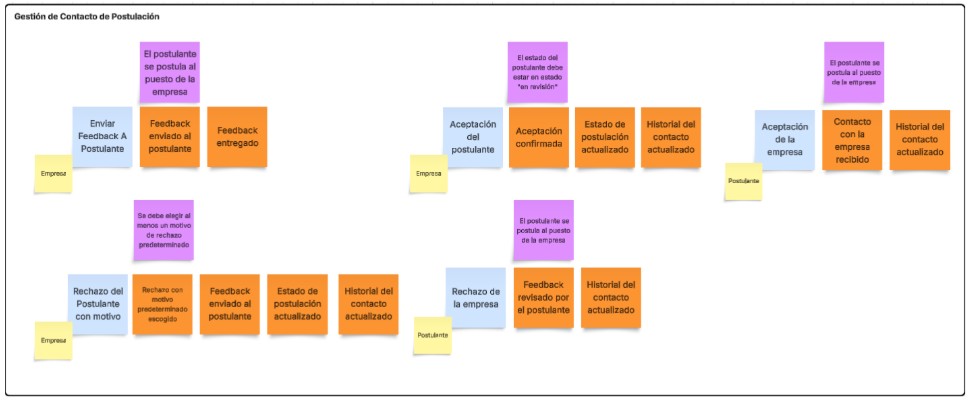 Gestión de Contacto de Postulación
El postulante
se postula al
puesto de la
empresa
Enviar
Feedback A
Postulante
Feedback
enviado al
postulante
Feedback
entregado
Empresa
El estado del
postulante debe
estar en estado
"en revisión"
Aceptación
del
postulante
Aceptación
confirmada
Estado de
postulación
actualizado
Historial del
contacto
actualizado
Empresa
El postulante se
postula al puesto
de la empresa
Aceptación
de la
empresa
Contacto
con la
empresa
recibido
Historial del
contacto
actualizado
Postulante
Se debe elegir al
menos un motivo
de rechazo
predeterminado
Rechazo del
Postulante
con motivo
Rechazo con
motivo
predeterminado
escogido
Feedback
enviado al
postulante
Estado de
postulación
actualizado
Historial del
contacto
actualizado
Empresa
El postulante se
postula al puesto
de la empresa
Rechazo de
la empresa
Feedback
revisado por
el postulante
Historial del
contacto
actualizado
Postulante